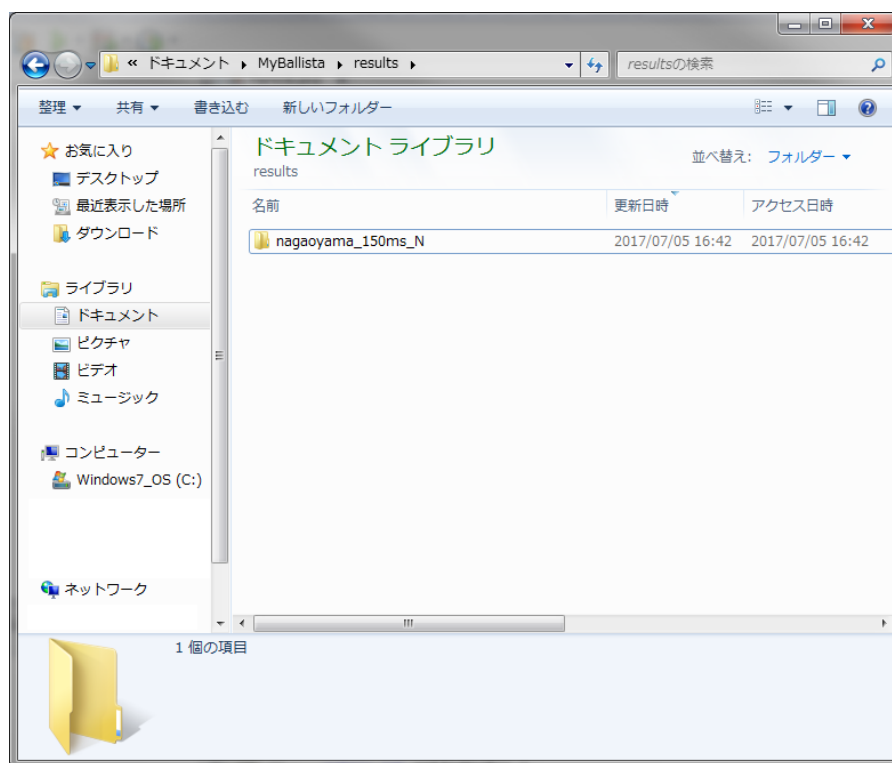 « ドキュメント ▸ MyBallista ▸ results ▸
resultsの検索
整理 ▼ 共有 ▼ 書き込む 新しいフォルダー
お気に入り
デスクトップ
最近表示した場所
ダウンロード
ライブラリ
ドキュメント
ピクチャ
ビデオ
ミュージック
コンピューター
Windows7_OS (C:)
ネットワーク
ドキュメント ライブラリ
results
並べ替え: フォルダー ▼
名前 更新日時 アクセス日時
nagaoyama_150ms_N 2017/07/05 16:42 2017/07/05 16:42
1 個の項目